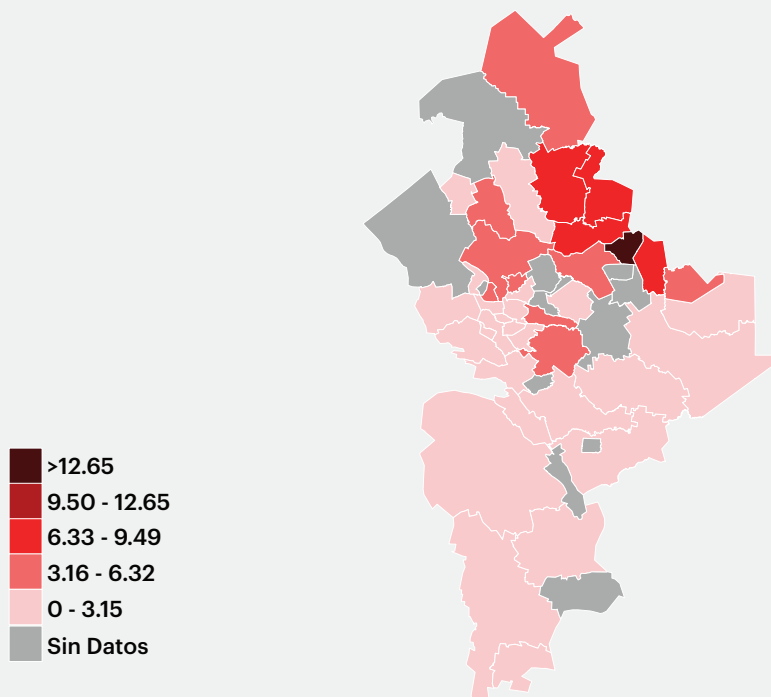 >12.65
9.50 - 12.65
6.33 - 9.49
3.16 - 6.32
0 - 3.15
Sin Datos